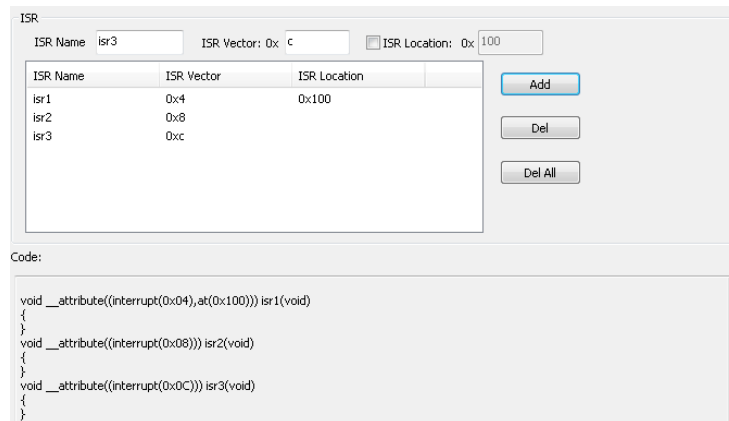 ISR
ISR Name isr3 ISR Vector: 0x c ISR Location: 0x 100
ISR Name ISR Vector ISR Location
Add
isr1 0x4 0x100
isr2 0x8
Del
isr3 0xc
Del All
Code:
void __attribute((interrupt(0x04),at(0x100))) isr1(void)
{
}
void __attribute((interrupt(0x08))) isr2(void)
{
}
void __attribute((interrupt(0x0C))) isr3(void)
{
}